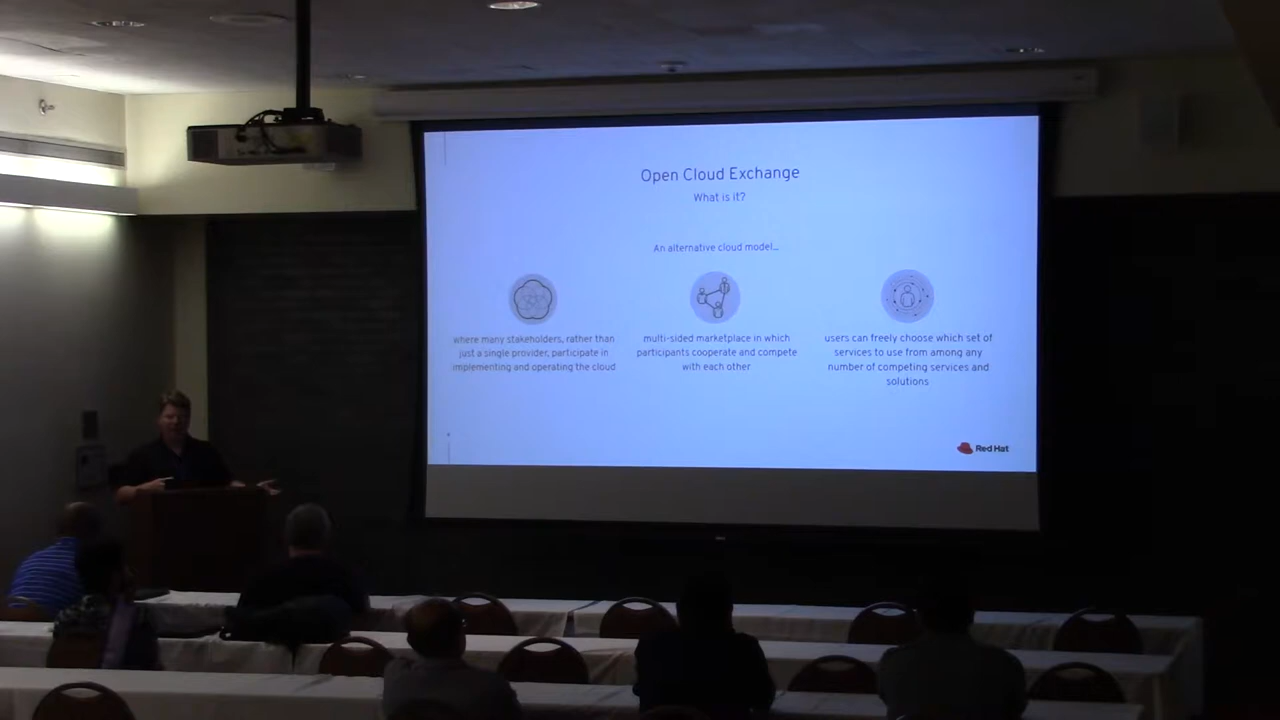 Open Cloud Exchange
What is it?
An alternative cloud model...
where many stakeholders, rather than
just a single provider, participate in
implementing and operating the cloud
multi-sided marketplace in which
participants cooperate and compete
with each other
users can freely choose which set of
services to use from among any
number of competing services and
solutions
Red Hat